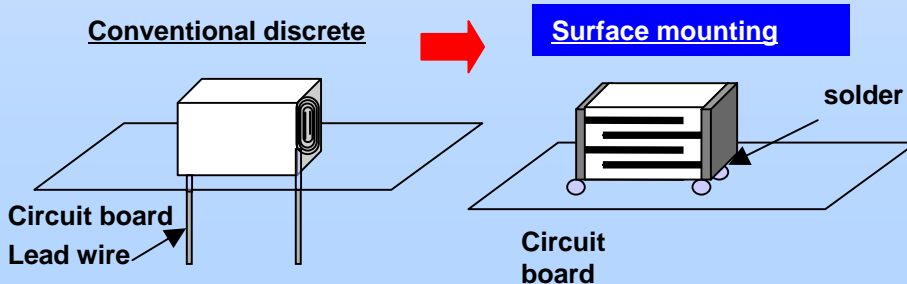 Conventional discrete
Surface mounting
solder
Circuit board
Lead wire
Circuit
board